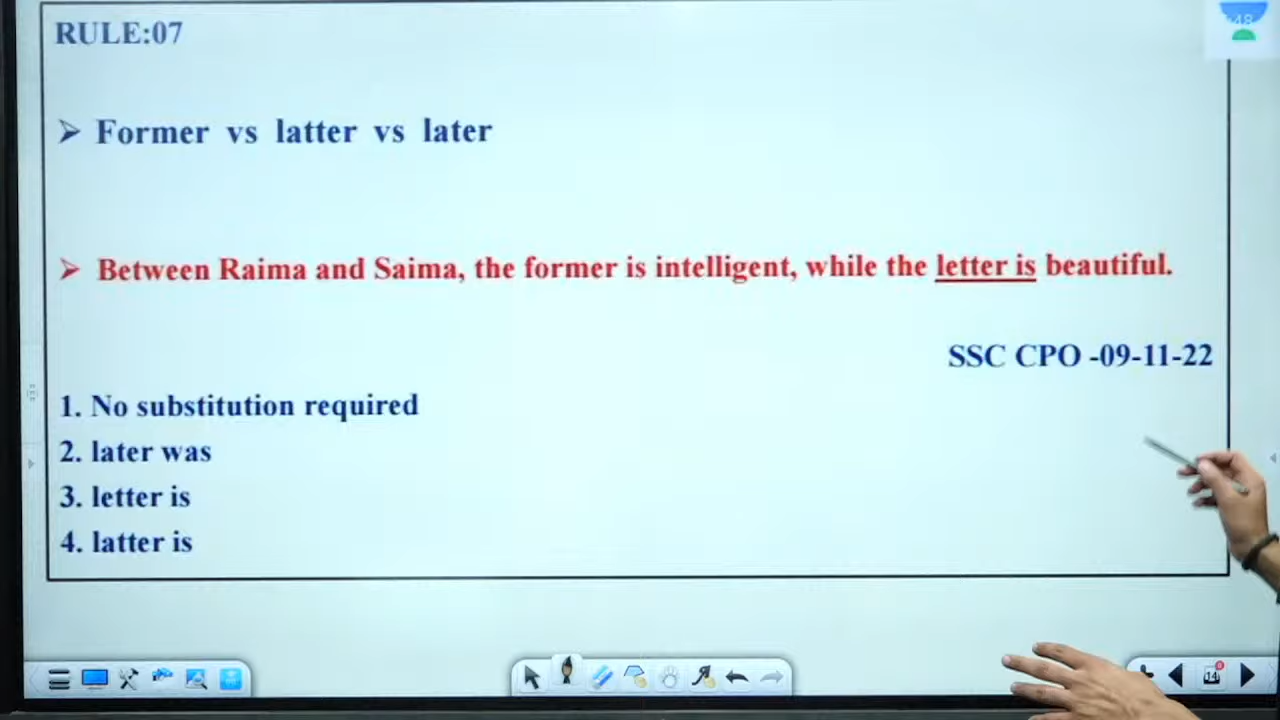 RULE:07
48
➢ Former vs latter vs later
➢ Between Raima and Saima, the former is intelligent, while the letter is beautiful.
SSC CPO -09-11-22
1. No substitution required
2. later was
3. letter is
4. latter is
14